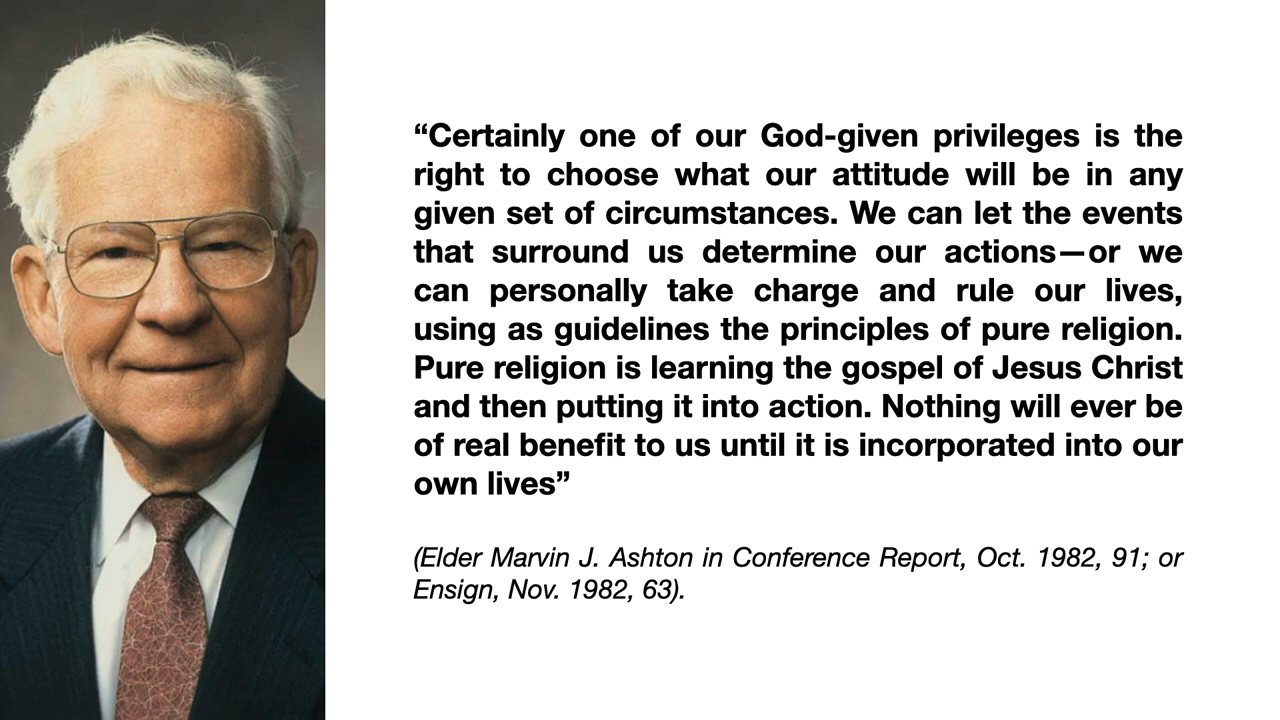 “Certainly one of our God-given privileges is the
right to choose what our attitude will be in any
given set of circumstances. We can let the events
that surround us determine our actions—or we
can personally take charge and rule our lives,
using as guidelines the principles of pure religion.
Pure religion is learning the gospel of Jesus Christ
and then putting it into action. Nothing will ever be
of real benefit to us until it is incorporated into our
own lives”
(Elder Marvin J. Ashton in Conference Report, Oct. 1982, 91; or
Ensign, Nov. 1982, 63).